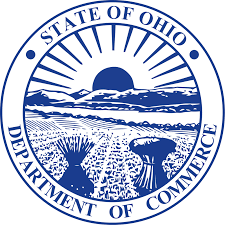 STATE OF OHIO
DEPARTMENT OF COMMERCE